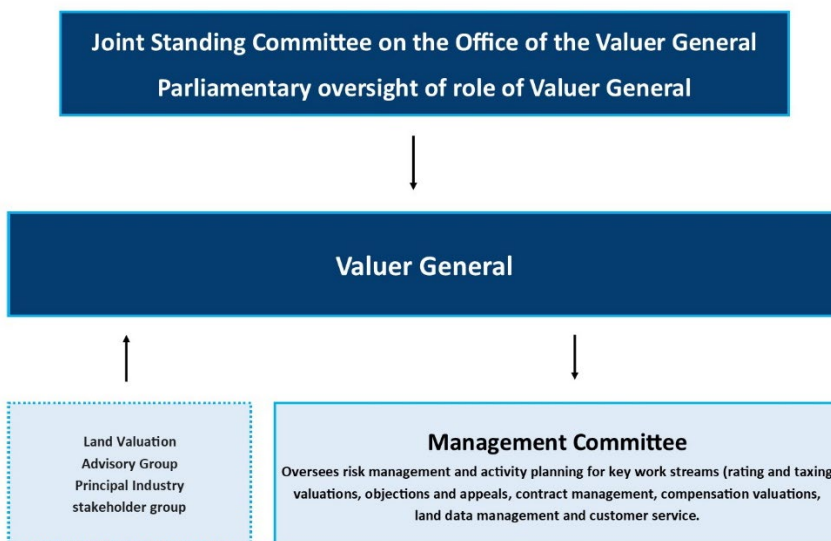 Joint Standing Committee on the Office of the Valuer General
Parliamentary oversight of role of Valuer General
Valuer General
Land Valuation
Advisory Group
Principal Industry
stakeholder group
Management Committee
Oversees risk management and activity planning for key work streams (rating and taxing
valuations, objections and appeals, contract management, compensation valuations,
land data management and customer service.